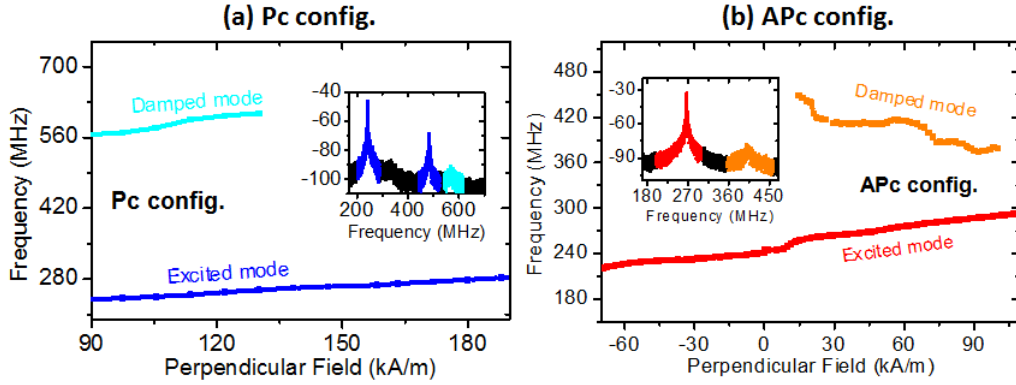 (a) Pc config.
700
560
420
280
Frequency (MHz)
90
120
150
180
Perpendicular Field (kA/m)
Damped mode
Pc config.
Excited mode
-40
-60
-80
-100
200
400
600
Frequency (MHz)
(b) APc config.
480
420
360
300
240
180
Frequency (MHz)
-60
-30
0
30
60
90
Perpendicular Field (kA/m)
Damped mode
APc config.
Excited mode
-30
-60
-90
180
270
360
450
Frequency (MHz)